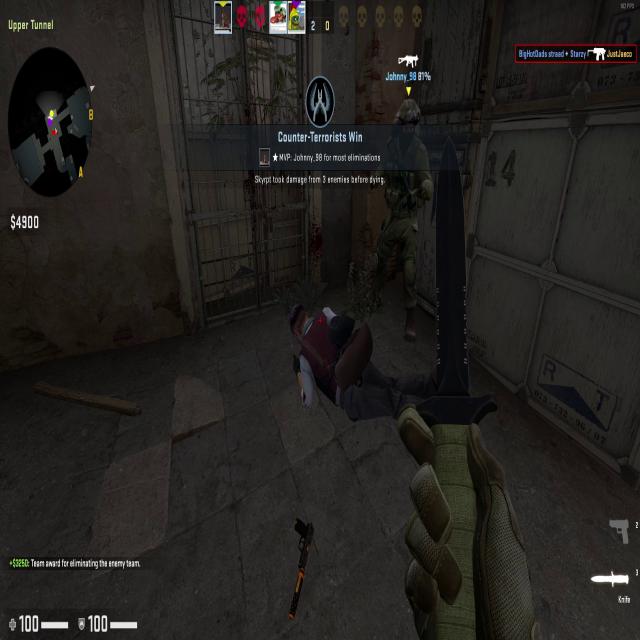 Upper Tunnel
2 0
BigHotDads stread + Starzy JustJaeco
Johnny_98 81%
B
A
Counter-Terrorists Win
★ MVP: Johnny_98 for most eliminations
Skyrpt took damage from 3 enemies before dying.
14
$4900
R T
2
3
Knife
+$3250: Team award for eliminating the enemy team.
100 100